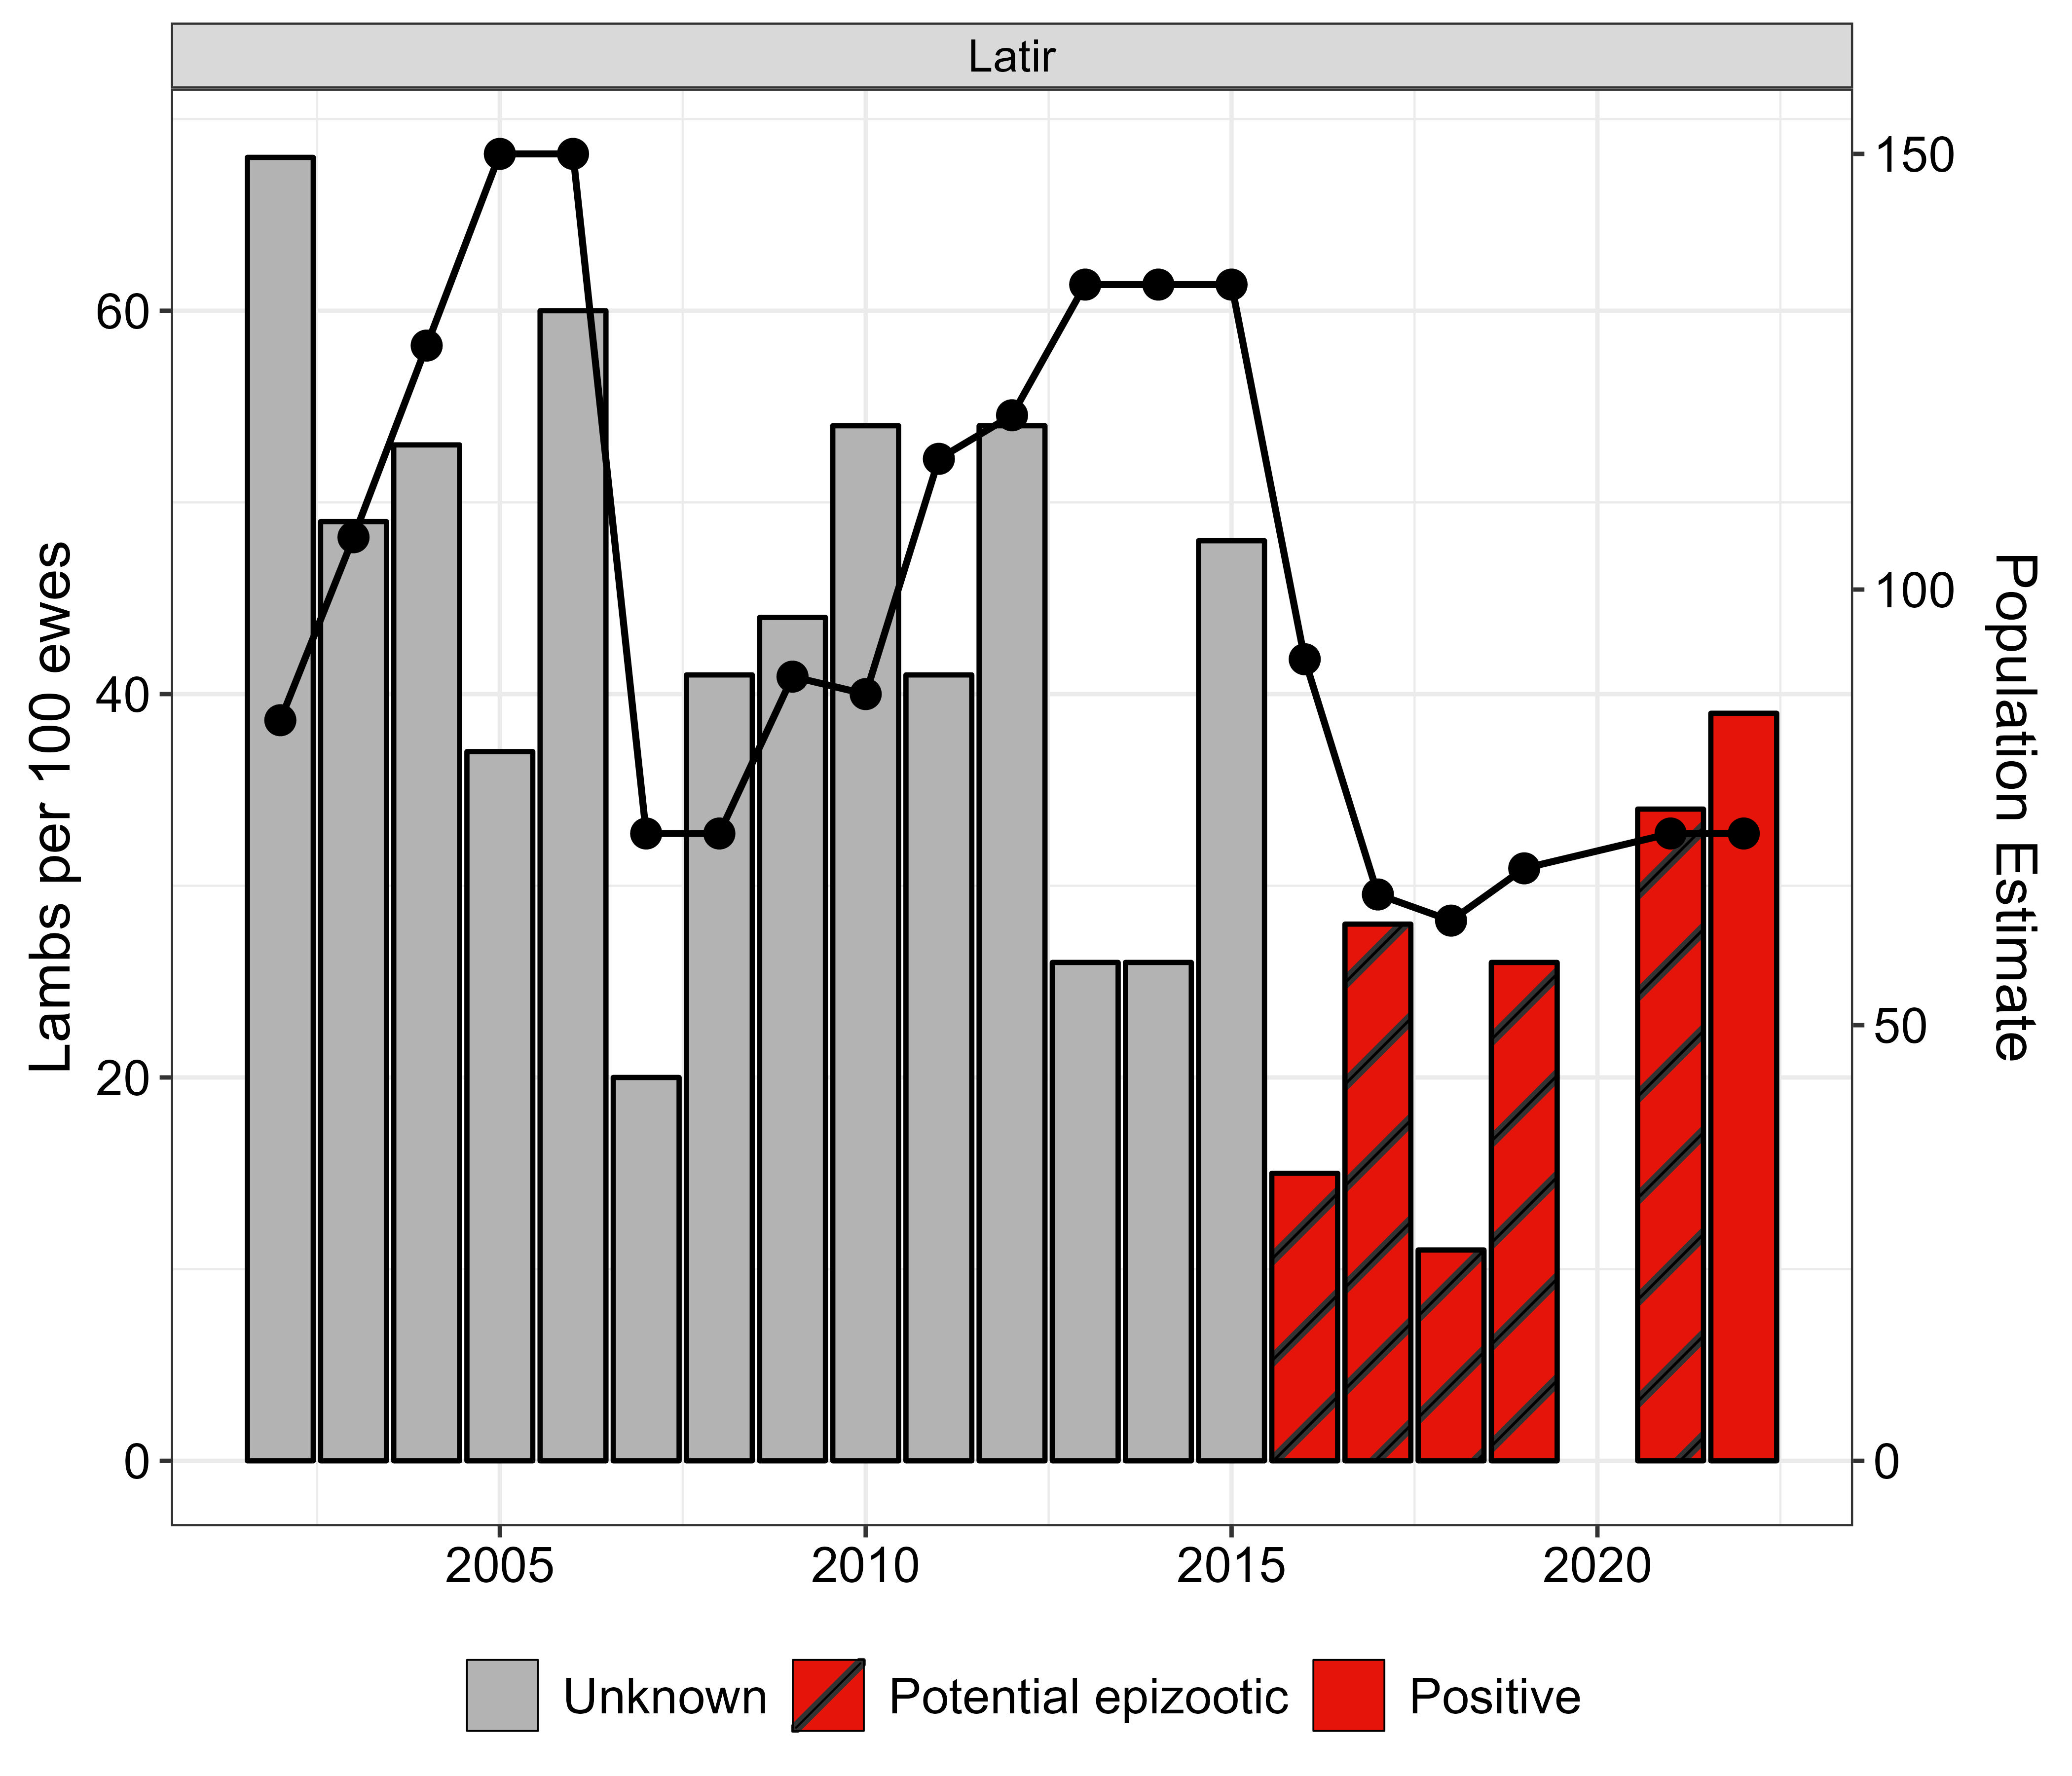 Latir
Lambs per 100 ewes
60
40
20
0
150
100
50
0
Population Estimate
2005 2010 2015 2020
Unknown Potential epizootic Positive